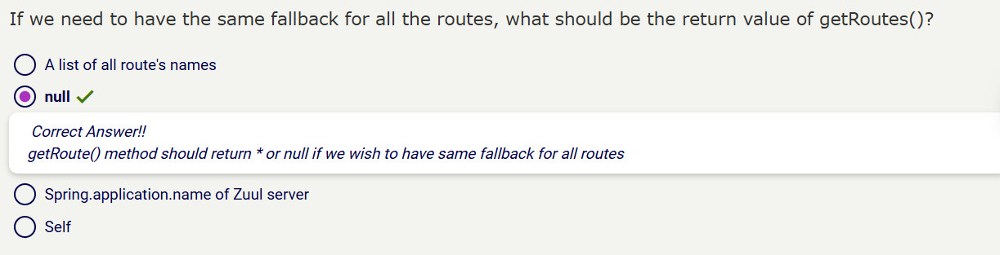 If we need to have the same fallback for all the routes, what should be the return value of getRoutes()?
A list of all route's names
null
Correct Answer!!
getRoute() method should return * or null if we wish to have same fallback for all routes
Spring.application.name of Zuul server
Self